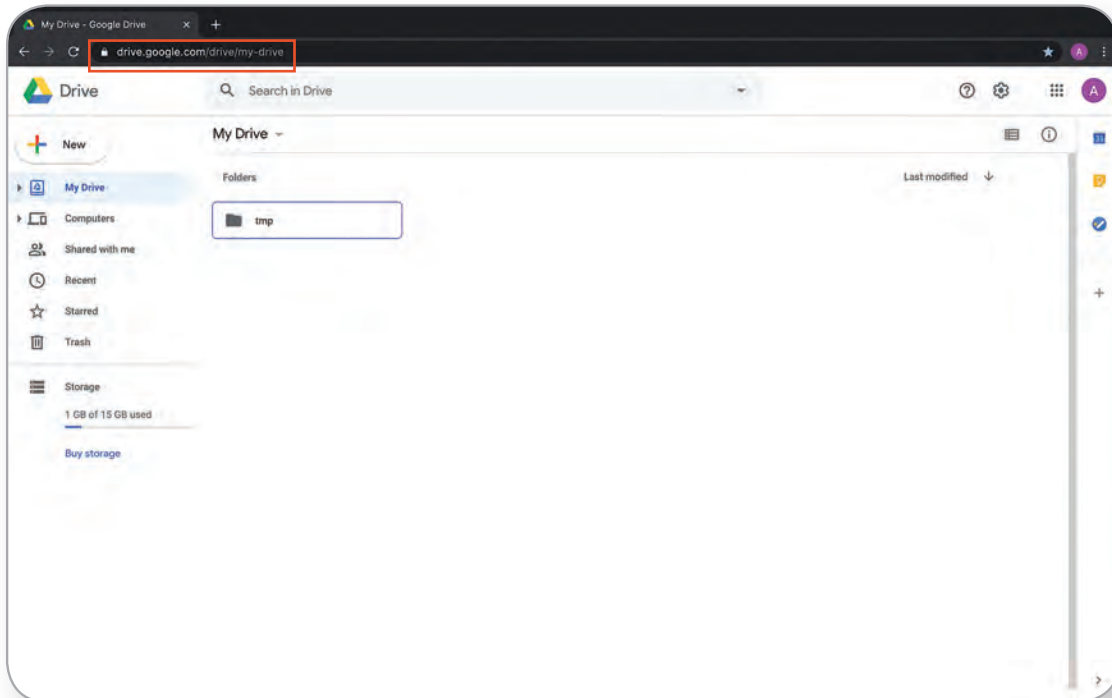 My Drive - Google Drive
drive.google.com/drive/my-drive
A
Drive
Search in Drive
A
New
My Drive
31
My Drive
Folders
Last modified
Computers
tmp
Shared with me
Recent
Starred
Trash
Storage
1 GB of 15 GB used
Buy storage